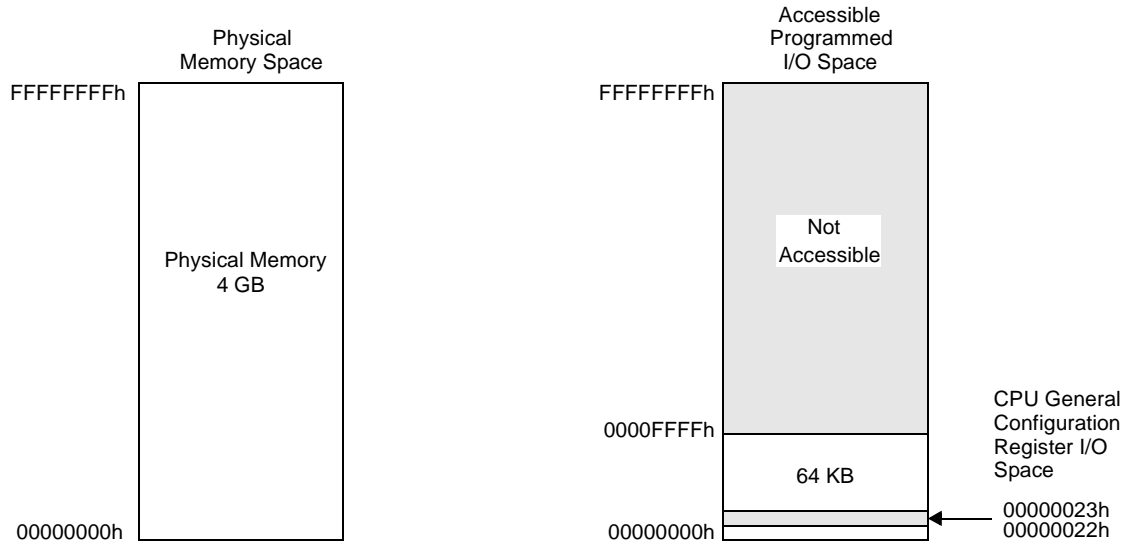 Physical
Memory Space
FFFFFFFFh
Physical Memory
4 GB
00000000h
Accessible
Programmed
I/O Space
FFFFFFFFh
Not
Accessible
0000FFFFh
64 KB
00000000h
CPU General
Configuration
Register I/O
Space
00000023h
00000022h